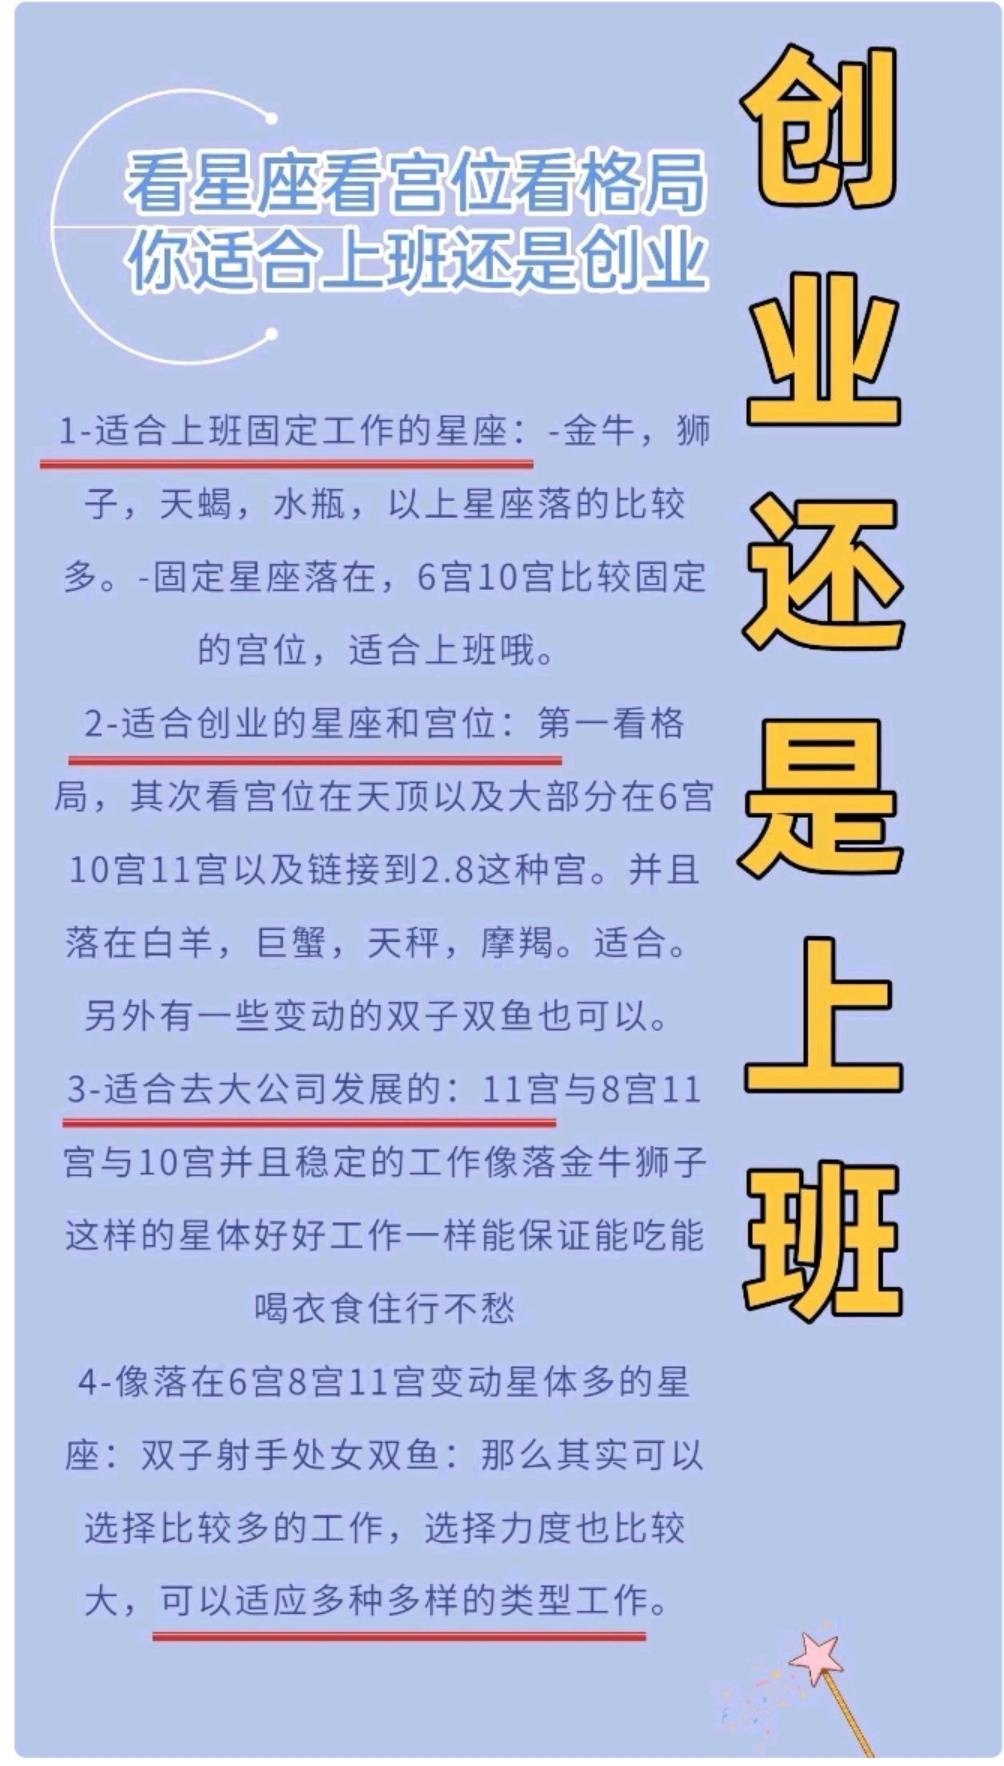 看星座看宫位看格局
你适合上班还是创业
1-适合上班固定工作的星座：-金牛，狮
子，天蝎，水瓶，以上星座落的比较
多。-固定星座落在，6宫10宫比较固定
的宫位，适合上班哦。
2-适合创业的星座和宫位：第一看格
局，其次看宫位在天顶以及大部分在6宫
10宫11宫以及链接到2.8这种宫。并且
落在白羊，巨蟹，天秤，摩羯。适合。
另外有一些变动的双子双鱼也可以。
3-适合去大公司发展的：11宫与8宫11
宫与10宫并且稳定的工作像落金牛狮子
这样的星体好好工作一样能保证能吃能
喝衣食住行不愁
4-像落在6宫8宫11宫变动星体多的星
座：双子射手处女双鱼：那么其实可以
选择比较多的工作，选择力度也比较
大，可以适应多种多样的类型工作。
创业还是上班